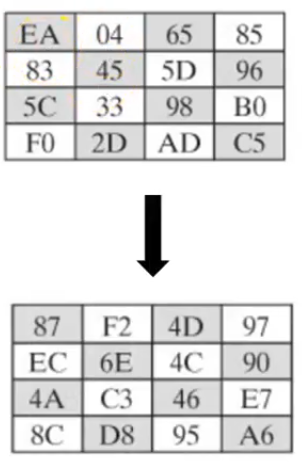 EA 04 65 85
83 45 5D 96
5C 33 98 B0
F0 2D AD C5
87 F2 4D 97
EC 6E 4C 90
4A C3 46 E7
8C D8 95 A6